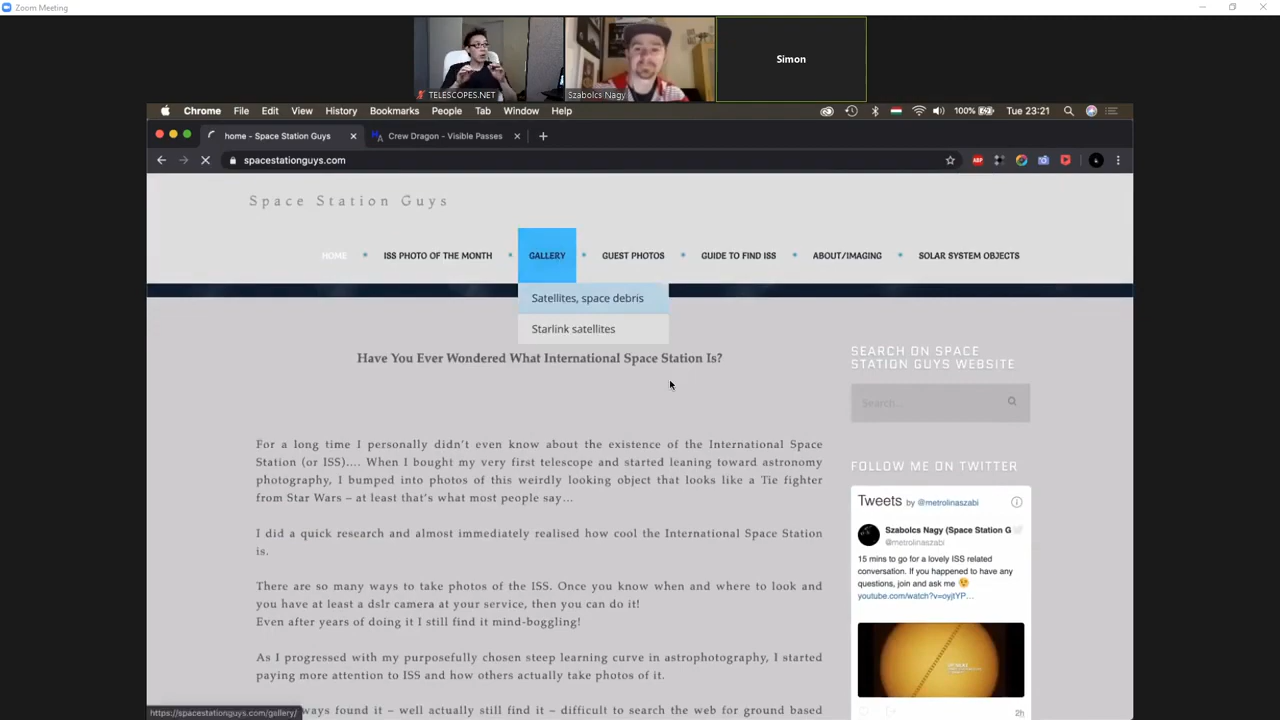 Zoom Meeting
TELESCOPES.NET
Szabolcs Nagy
Simon
Chrome File Edit View History Bookmarks People Tab Window Help
100%
Tue 23:21
home - Space Station Guys
Crew Dragon - Visible Passes
spacestationguys.com
ABP
Space Station Guys
HOME
ISS PHOTO OF THE MONTH
GALLERY
GUEST PHOTOS
GUIDE TO FIND ISS
ABOUT/IMAGING
SOLAR SYSTEM OBJECTS
Satellites, space debris
Starlink satellites
Have You Ever Wondered What International Space Station Is?
For a long time I personally didn't even know about the existence of the International Space
Station (or ISS)…. When I bought my very first telescope and started leaning toward astronomy
photography, I bumped into photos of this weirdly looking object that looks like a Tie fighter
from Star Wars – at least that's what most people say…
I did a quick research and almost immediately realised how cool the International Space Station
is.
There are so many ways to take photos of the ISS. Once you know when and where to look and
you have at least a dslr camera at your service, then you can do it!
Even after years of doing it I still find it mind-boggling!
As I progressed with my purposefully chosen steep learning curve in astrophotography, I started
paying more attention to ISS and how others actually take photos of it.
ways found it – well actually still find it – difficult to search the web for ground based
SEARCH ON SPACE
STATION GUYS WEBSITE
Search...
FOLLOW ME ON TWITTER
Tweets by @metrolinaszabi
Szabolcs Nagy (Space Station G
@metrolinaszabi
15 mins to go for a lovely ISS related
conversation. If you happened to have any
questions, join and ask me
youtube.com/watch?v=oyjtYP…
2h
https://spacestationguys.com/gallery/